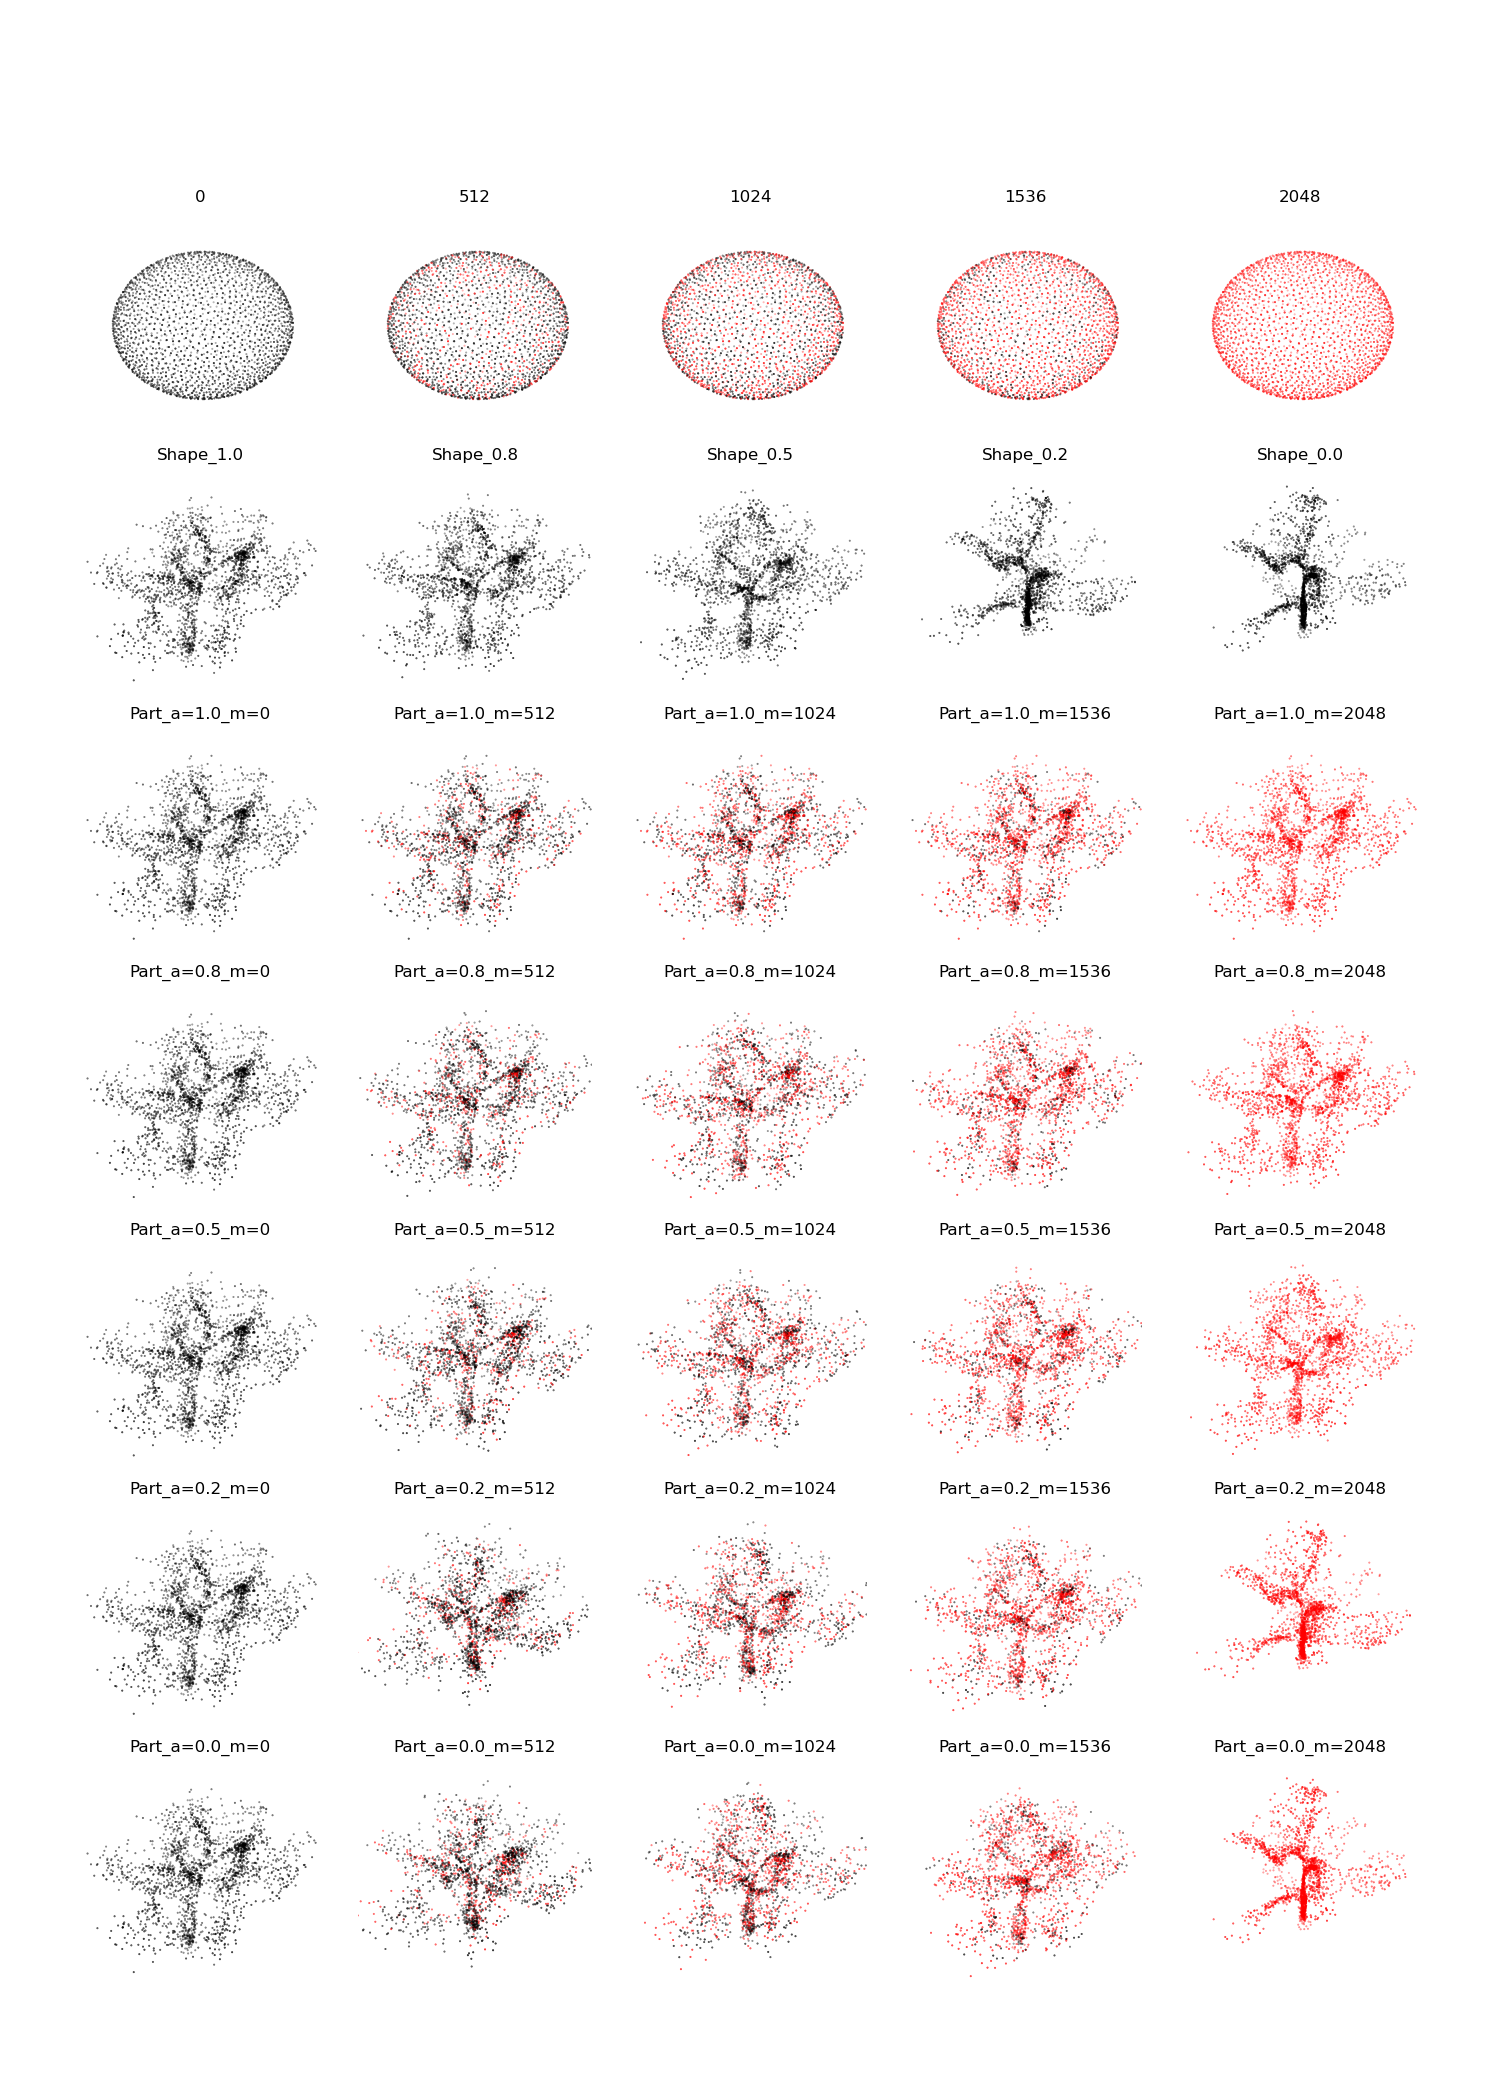 0 512 1024 1536 2048
Shape_1.0 Shape_0.8 Shape_0.5 Shape_0.2 Shape_0.0
Part_a=1.0_m=0 Part_a=1.0_m=512 Part_a=1.0_m=1024 Part_a=1.0_m=1536 Part_a=1.0_m=2048
Part_a=0.8_m=0 Part_a=0.8_m=512 Part_a=0.8_m=1024 Part_a=0.8_m=1536 Part_a=0.8_m=2048
Part_a=0.5_m=0 Part_a=0.5_m=512 Part_a=0.5_m=1024 Part_a=0.5_m=1536 Part_a=0.5_m=2048
Part_a=0.2_m=0 Part_a=0.2_m=512 Part_a=0.2_m=1024 Part_a=0.2_m=1536 Part_a=0.2_m=2048
Part_a=0.0_m=0 Part_a=0.0_m=512 Part_a=0.0_m=1024 Part_a=0.0_m=1536 Part_a=0.0_m=2048